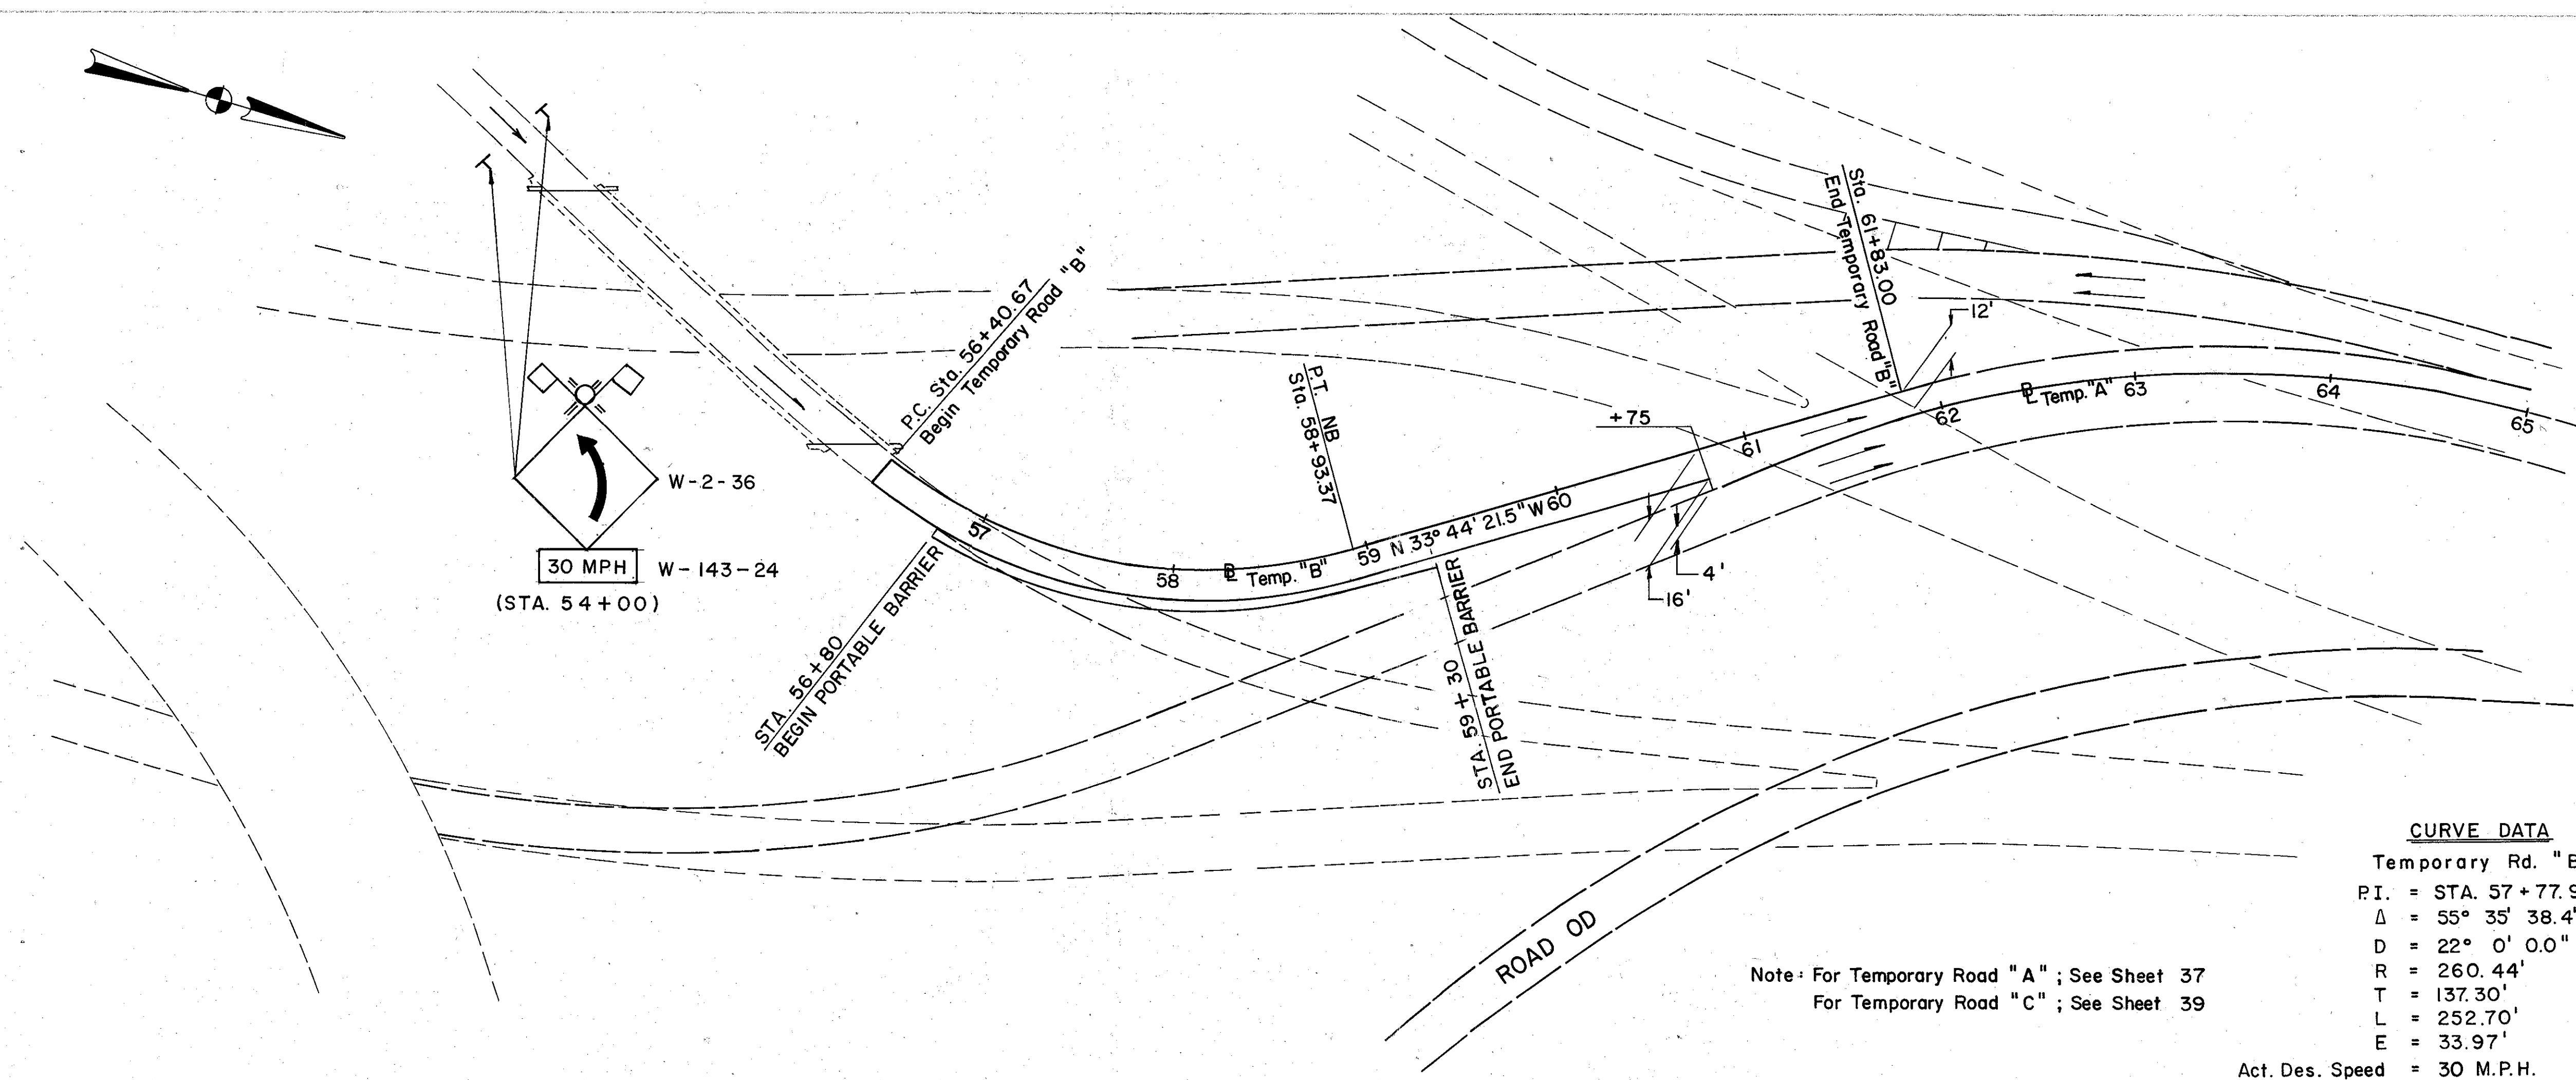 Sta. 61+83.00
End Temporary Road "B"
12'
P.C. Sta. 56+40.67
Begin Temporary Road "B"
P.T. NB
Sta. 58+93.37
+75
W-2-36
30 MPH
W-143-24
(STA. 54+00)
57
58
Temp. "B"
59
N 33° 44' 21.5" W
60
61
62
Temp. "A"
63
64
65
4'
16'
STA. 56+80
BEGIN PORTABLE BARRIER
STA. 59+30
END PORTABLE BARRIER
ROAD OD
Note: For Temporary Road "A"; See Sheet 37
For Temporary Road "C"; See Sheet 39
CURVE DATA
Temporary Rd. "B
P.I. = STA. 57+77.9
Δ = 55° 35' 38.4"
D = 22° 0' 0.0"
R = 260.44'
T = 137.30'
L = 252.70'
E = 33.97'
Act. Des. Speed = 30 M.P.H.